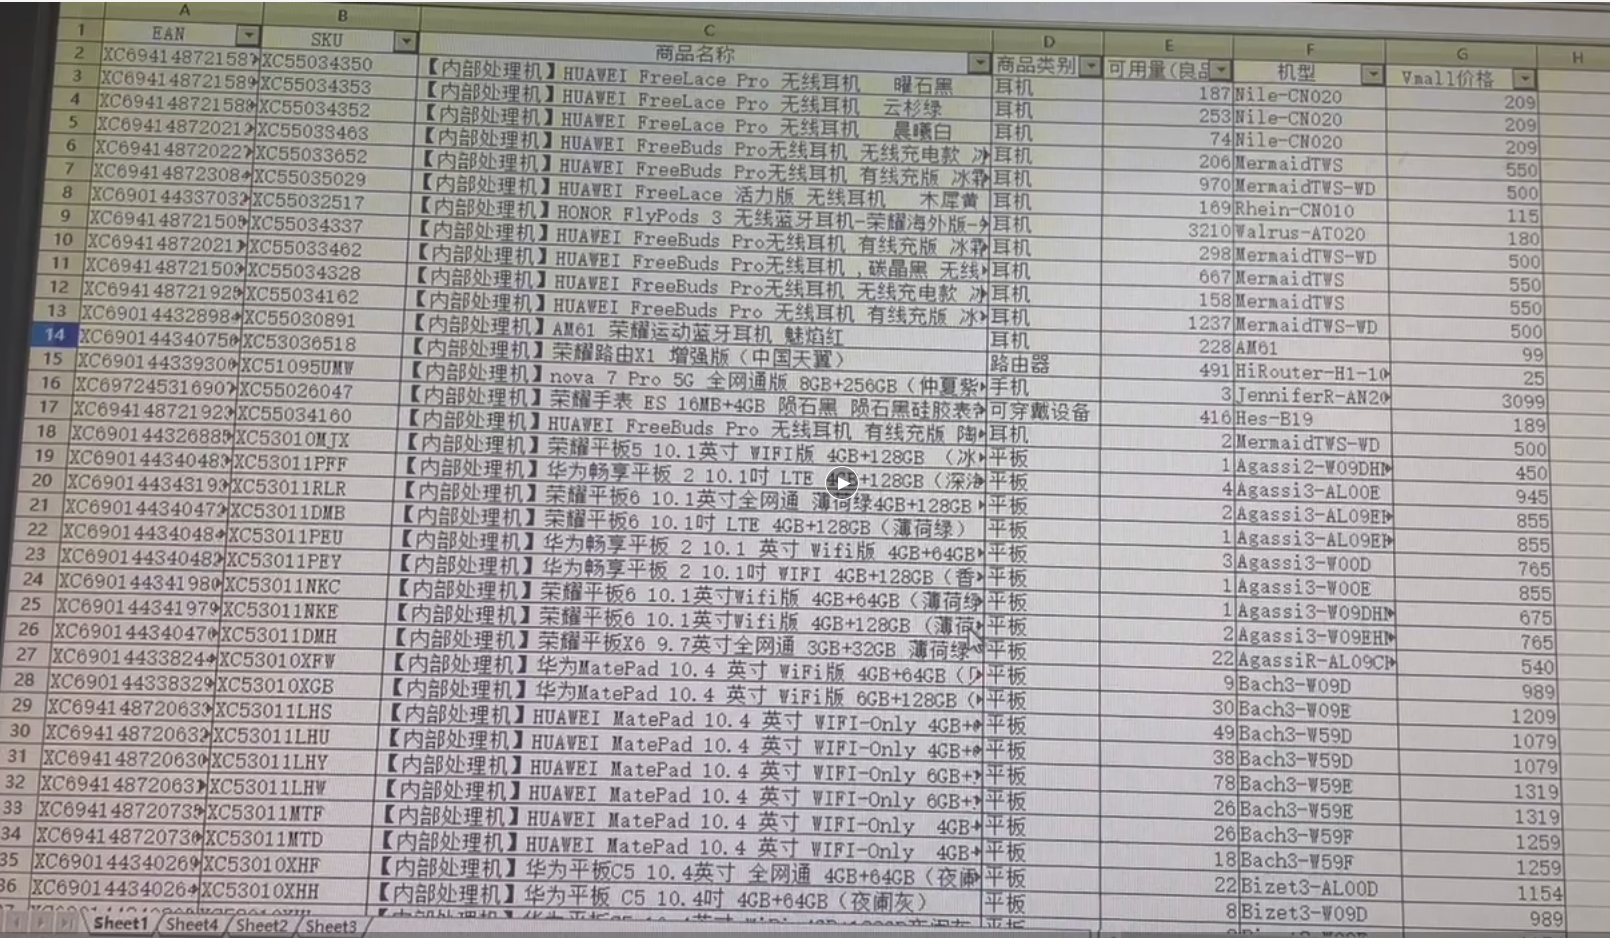 A B C D E F G H
1 EAN SKU 商品名称 商品类别 可用量(良品 机型 Vmall价格
2 XC694148721587 XC55034350 【内部处理机】HUAWEI FreeLace Pro 无线耳机 曜石黑 耳机 187 Nile-CN020 209
3 XC694148721589 XC55034353 【内部处理机】HUAWEI FreeLace Pro 无线耳机 云杉绿 耳机 253 Nile-CN020 209
4 XC694148721588 XC55034352 【内部处理机】HUAWEI FreeLace Pro 无线耳机 晨曦白 耳机 74 Nile-CN020 209
5 XC694148720212 XC55033463 【内部处理机】HUAWEI FreeBuds Pro无线耳机 无线充电款 冰 耳机 206 MermaidTWS 550
6 XC694148720227 XC55033652 【内部处理机】HUAWEI FreeBuds Pro无线耳机 有线充版 冰霜 耳机 970 MermaidTWS-WD 500
7 XC69414872308 XC55035029 【内部处理机】HUAWEI FreeLace 活力版 无线耳机 木犀黄 耳机 169 Rhein-CN010 115
8 XC690144337032 XC55032517 【内部处理机】HONOR FlyPods 3 无线蓝牙耳机-荣耀海外版- 耳机 3210 Walrus-AT020 180
9 XC694148721505 XC55034337 【内部处理机】HUAWEI FreeBuds Pro无线耳机 有线充版 冰霜 耳机 298 MermaidTWS-WD 500
10 XC69414872021 XC55033462 【内部处理机】HUAWEI FreeBuds Pro无线耳机 ,碳晶黑 无线 耳机 667 MermaidTWS 550
11 XC694148721503 XC55034328 【内部处理机】HUAWEI FreeBuds Pro无线耳机 无线充电款 冰 耳机 158 MermaidTWS 550
12 XC694148721925 XC55034162 【内部处理机】HUAWEI FreeBuds Pro 无线耳机 有线充版 冰 耳机 1237 MermaidTWS-WD 500
13 XC69014432898 XC55030891 【内部处理机】AM61 荣耀运动蓝牙耳机 魅焰红 耳机 228 AM61 99
14 XC690144340756 XC53036518 【内部处理机】荣耀路由X1 增强版（中国天翼） 路由器 491 HiRouter-H1-10 25
15 XC690144339306 XC51095UMW 【内部处理机】nova 7 Pro 5G 全网通版 8GB+256GB（仲夏紫 手机 3 JenniferR-AN20 3099
16 XC697245316907 XC55026047 【内部处理机】荣耀手表 ES 16MB+4GB 陨石黑 陨石黑硅胶表 可穿戴设备 416 Hes-B19 189
17 XC694148721923 XC55034160 【内部处理机】HUAWEI FreeBuds Pro 无线耳机 有线充版 陶 耳机 2 MermaidTWS-WD 500
18 XC690144326885 XC53010MJX 【内部处理机】荣耀平板5 10.1英寸 WIFI版 4GB+128GB （冰 平板 1 Agassi2-W09DHN 450
19 XC690144340483 XC53011PFF 【内部处理机】华为畅享平板 2 10.1吋 LTE 4GB+128GB（深海 平板 4 Agassi3-AL00E 945
20 XC690144343193 XC53011RLR 【内部处理机】荣耀平板6 10.1英寸全网通 薄荷绿4GB+128GB 平板 2 Agassi3-AL09E 855
21 XC690144340473 XC53011DMB 【内部处理机】荣耀平板6 10.1吋 LTE 4GB+128GB（薄荷绿） 平板 1 Agassi3-AL09E 855
22 XC69014434048 XC53011PEU 【内部处理机】华为畅享平板 2 10.1 英寸 Wifi版 4GB+64GB 平板 3 Agassi3-W00D 765
23 XC690144340482 XC53011PEY 【内部处理机】华为畅享平板 2 10.1吋 WIFI 4GB+128GB（香 平板 1 Agassi3-W00E 855
24 XC690144341980 XC53011NKC 【内部处理机】荣耀平板6 10.1英寸Wifi版 4GB+64GB（薄荷绿 平板 1 Agassi3-W09DHN 675
25 XC690144341979 XC53011NKE 【内部处理机】荣耀平板6 10.1英寸Wifi版 4GB+128GB（薄荷 平板 2 Agassi3-W09EHN 765
26 XC690144340476 XC53011DMH 【内部处理机】荣耀平板X6 9.7英寸全网通 3GB+32GB 薄荷绿 平板 22 AgassiR-AL09CH 540
27 XC69014433824 XC53010XFW 【内部处理机】华为MatePad 10.4 英寸 WiFi版 4GB+64GB（ 平板 9 Bach3-W09D 989
28 XC690144338329 XC53010XGB 【内部处理机】华为MatePad 10.4 英寸 WiFi版 6GB+128GB（ 平板 30 Bach3-W09E 1209
29 XC694148720633 XC53011LHS 【内部处理机】HUAWEI MatePad 10.4 英寸 WIFI-Only 4GB+ 平板 49 Bach3-W59D 1079
30 XC694148720632 XC53011LHU 【内部处理机】HUAWEI MatePad 10.4 英寸 WIFI-Only 4GB+ 平板 38 Bach3-W59D 1079
31 XC694148720630 XC53011LHY 【内部处理机】HUAWEI MatePad 10.4 英寸 WIFI-Only 6GB+ 平板 78 Bach3-W59E 1319
32 XC69414872063 XC53011LHW 【内部处理机】HUAWEI MatePad 10.4 英寸 WIFI-Only 6GB+ 平板 26 Bach3-W59E 1319
33 XC694148720735 XC53011MTF 【内部处理机】HUAWEI MatePad 10.4 英寸 WIFI-Only 4GB 平板 26 Bach3-W59F 1259
34 XC694148720736 XC53011MTD 【内部处理机】HUAWEI MatePad 10.4 英寸 WIFI-Only 4GB 平板 18 Bach3-W59F 1259
35 XC690144340269 XC53010XHF 【内部处理机】华为平板C5 10.4英寸 全网通 4GB+64GB（夜阑 平板 22 Bizet3-AL00D 1154
36 XC69014434026 XC53010XHH 【内部处理机】华为平板 C5 10.4吋 4GB+64GB（夜阑灰） 平板 8 Bizet3-W09D 989
Sheet1 Sheet4 Sheet2 Sheet3